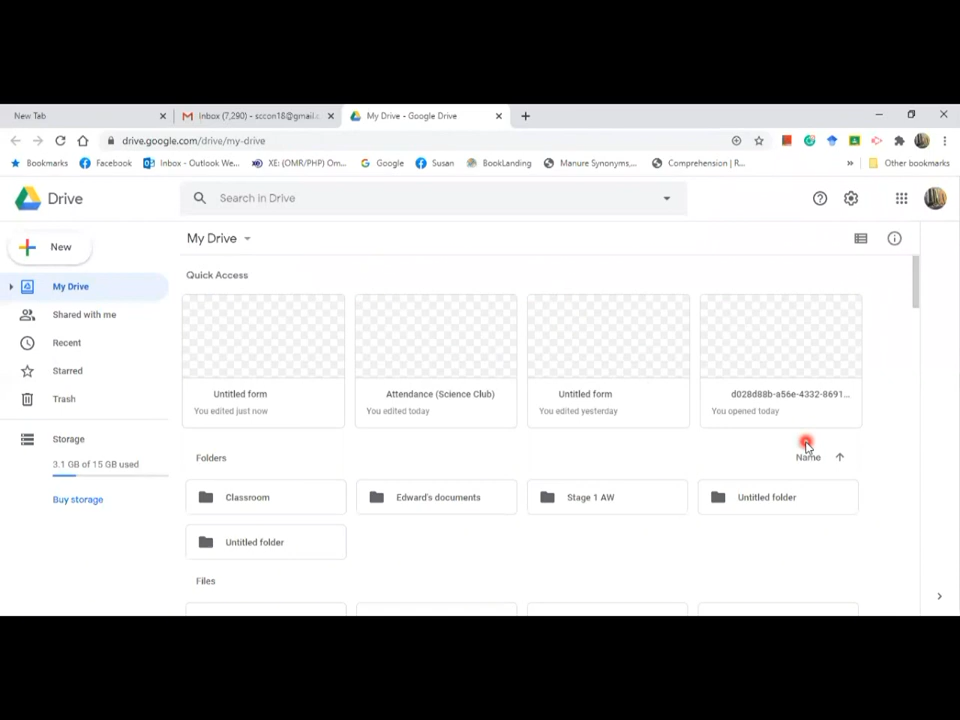 New Tab
Inbox (7,290) - sccon18@gmail.c
My Drive - Google Drive
drive.google.com/drive/my-drive
Bookmarks
Facebook
Inbox - Outlook We...
XE: (OMR/PHP) Om...
Google
Susan
BookLanding
Manure Synonyms,...
Comprehension | R...
Other bookmarks
Drive
Search in Drive
New
My Drive
My Drive
Shared with me
Recent
Starred
Trash
Storage
3.1 GB of 15 GB used
Buy storage
Quick Access
Untitled form
You edited just now
Attendance (Science Club)
You edited today
Untitled form
You edited yesterday
d028d88b-a56e-4332-8691...
You opened today
Folders
Name
Classroom
Edward's documents
Stage 1 AW
Untitled folder
Untitled folder
Files